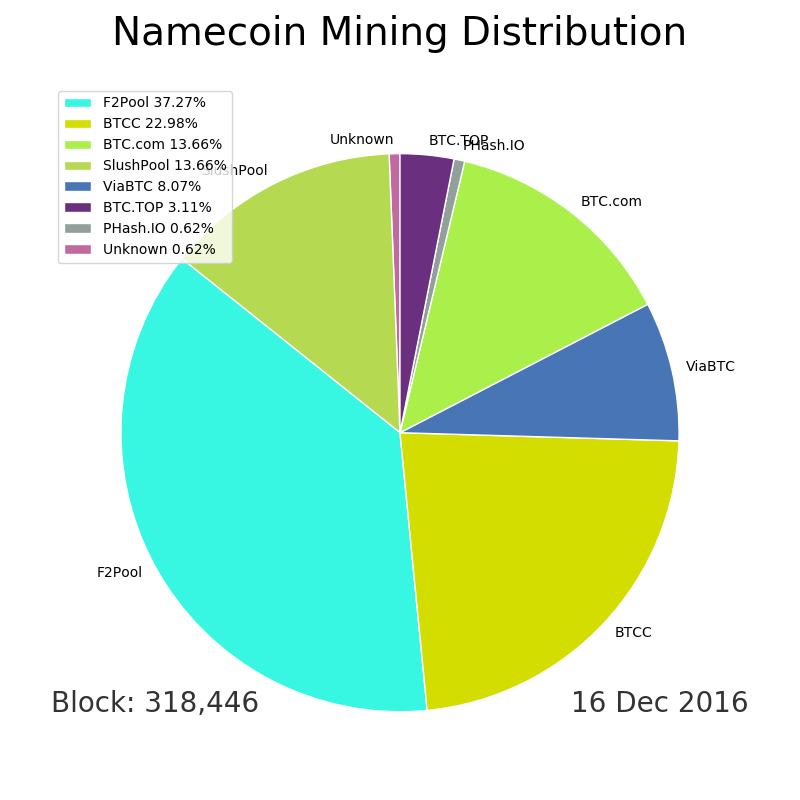 Namecoin Mining Distribution
F2Pool 37.27%
BTCC 22.98%
BTC.com 13.66%
SlushPool 13.66%
ViaBTC 8.07%
BTC.TOP 3.11%
PHash.IO 0.62%
Unknown 0.62%
Unknown
BTC.TOP
PHash.IO
SlushPool
BTC.com
ViaBTC
F2Pool
BTCC
Block: 318,446
16 Dec 2016